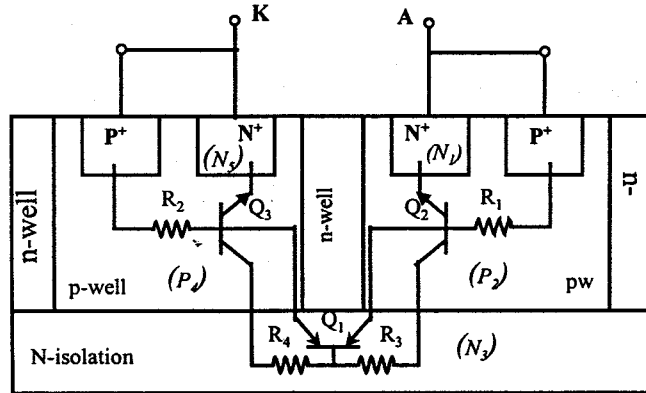 K
A
P⁺
N⁺
N⁺
P⁺
(N₅)
(N₁)
n-well
n-well
n-
R₂
Q₃
Q₂
R₁
(P₄)
(P₂)
p-well
pw
Q₁
R₄
R₃
(N₃)
N-isolation